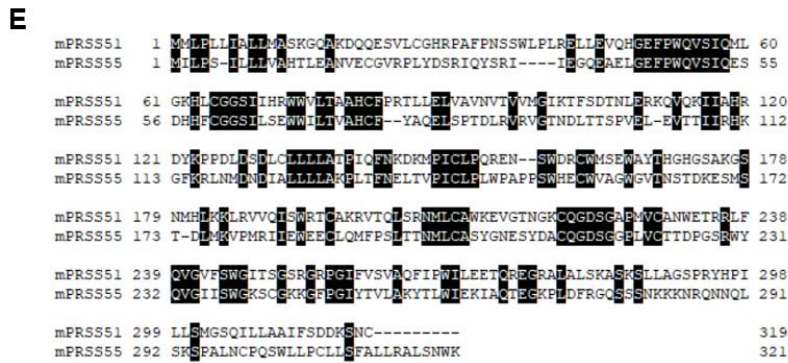 E
mPRSS51 1 MMLPLLIALLMASKGQAKDQQESVLCGHRPAFPNSSWLPLRELLEVQHGEFPWQVSIQML 60
mPRSS55 1 MILPS-ILLLVAHTLEANVECGVRPLYDSRIQYSRI----IEGQEAELGEFPWQVSIQES 55
mPRSS51 61 GKHLCGGSIIHRWWVLTAAHCFPRTLLELVAVNVTVVMGIKTFSDTNLERKQVQKIIAHR 120
mPRSS55 56 DHHFCGGSILSEWWILTVAHCF--YAQELSPTDLRVRVGTNDLTTSPVEL-EVTTIIRHK 112
mPRSS51 121 DYKPPDLDSDLCLLLLATPIQFNKDKMPICLPQREN--SWDRCWMSEWAYTHGHGSAKGS 178
mPRSS55 113 GFKRLNMDNDIALLLLAKPLTFNELTVPICLPLWPAPPSWHECWVAGWGVTNSTDKESMS 172
mPRSS51 179 NMHLKKLRVVQISWRTCAKRVTQLSRNMLCAWKEVGTNGKCQGDSGAPMVCANWETRRLF 238
mPRSS55 173 T-DLMKVPMRIIEWEECLQMFPSLTTNMLCASYGNESYDACQGDSGGPLVCTTDPGSRWY 231
mPRSS51 239 QVGVFSWGITSGSRGRPGIFVSVAQFIPWILEETQREGRALALSKASKSLLAGSPRYHPI 298
mPRSS55 232 QVGIISWGKSCGKKGFPGIYTVLAKYTLWIEKIAQTEGKPLDFRGQSSSNKKKNRQNNQL 291
mPRSS51 299 LLSMGSQILLAAIFSDDKSNC--------- 319
mPRSS55 292 SKSPALNCPQSWLLPCLLSFALLRALSNWK 321